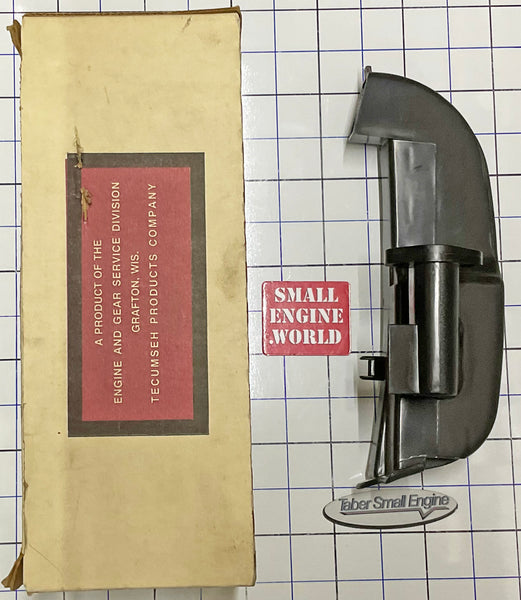 A PRODUCT OF THE
ENGINE AND GEAR SERVICE DIVISION
GRAFTON, WIS.
TECUMSEH PRODUCTS COMPANY
SMALL
ENGINE
.WORLD
Taber Small Engine